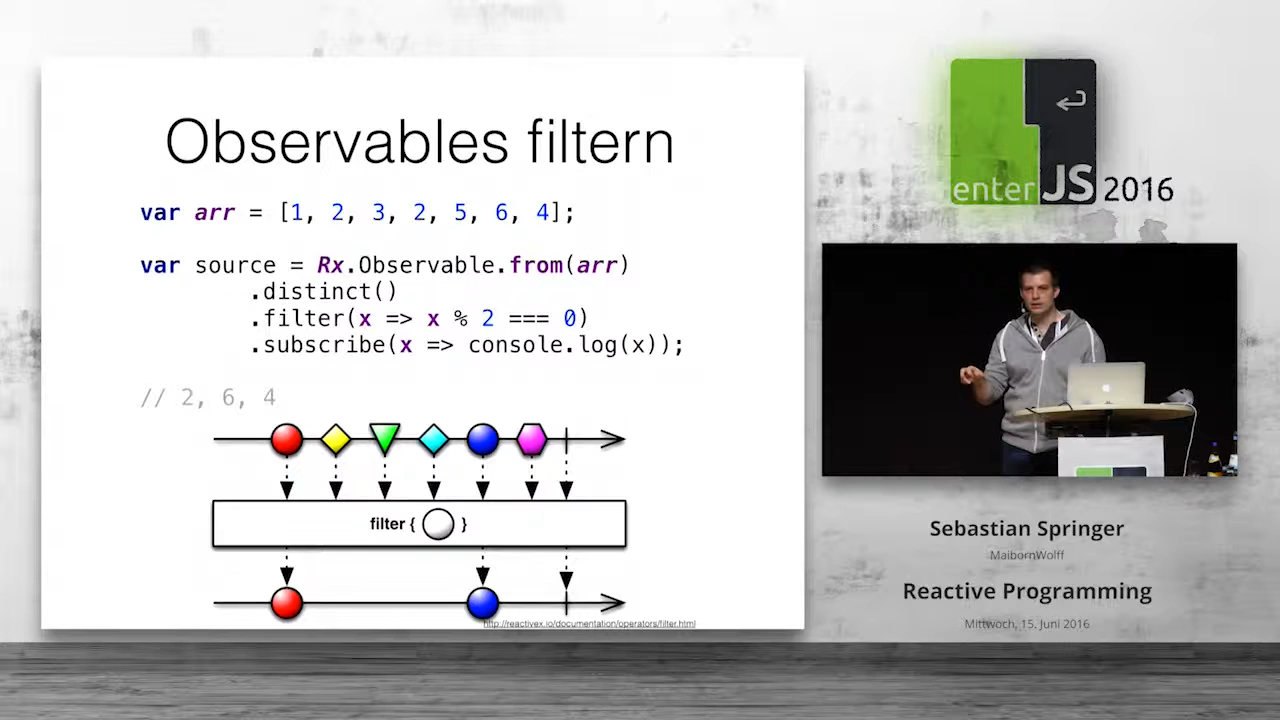 Observables filtern
var arr = [1, 2, 3, 2, 5, 6, 4];
var source = Rx.Observable.from(arr)
.distinct()
.filter(x => x % 2 === 0)
.subscribe(x => console.log(x));
// 2, 6, 4
filter { }
http://reactivex.io/documentation/operators/filter.html
enter JS 2016
Sebastian Springer
MaibornWolff
Reactive Programming
Mittwoch, 15. Juni 2016